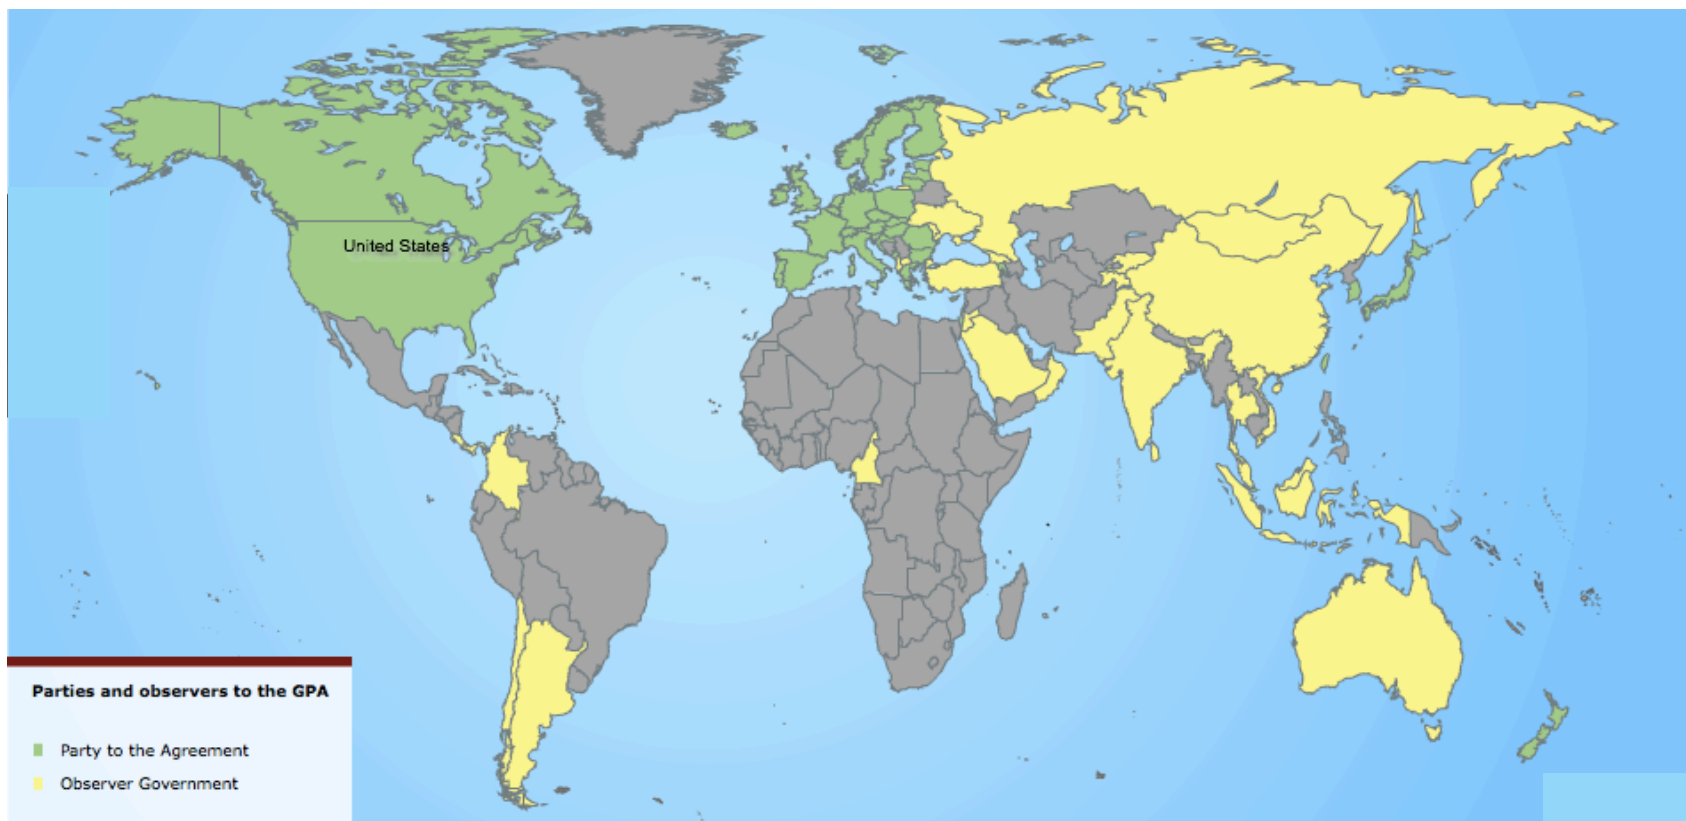 United States
Parties and observers to the GPA
Party to the Agreement
Observer Government